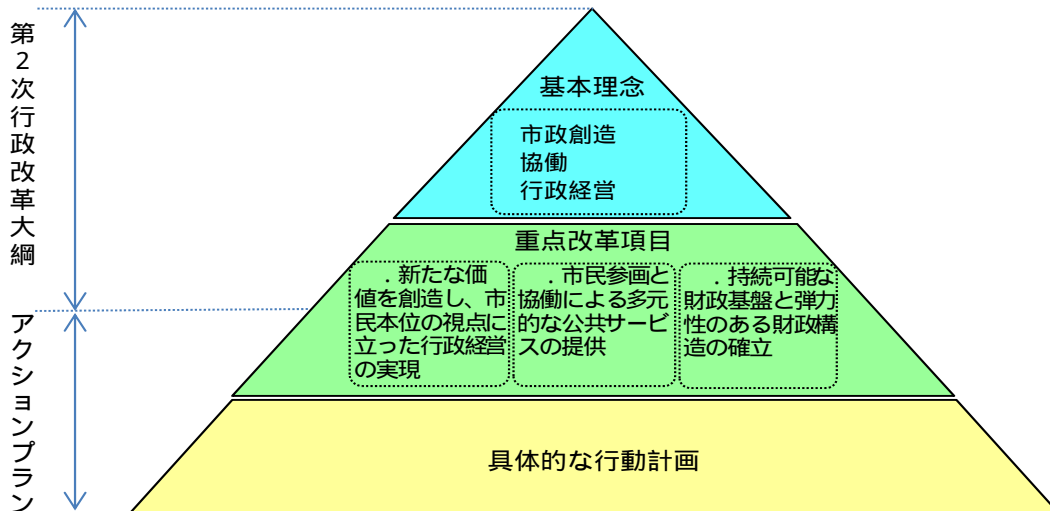 第2次行政改革大綱
アクションプラン
基本理念
市政創造
協働
行政経営
重点改革項目
．新たな価
値を創造し、市
民本位の視点に
立った行政経営
の実現
．市民参画と
協働による多元
的な公共サービ
スの提供
．持続可能な
財政基盤と弾力
性のある財政構
造の確立
具体的な行動計画